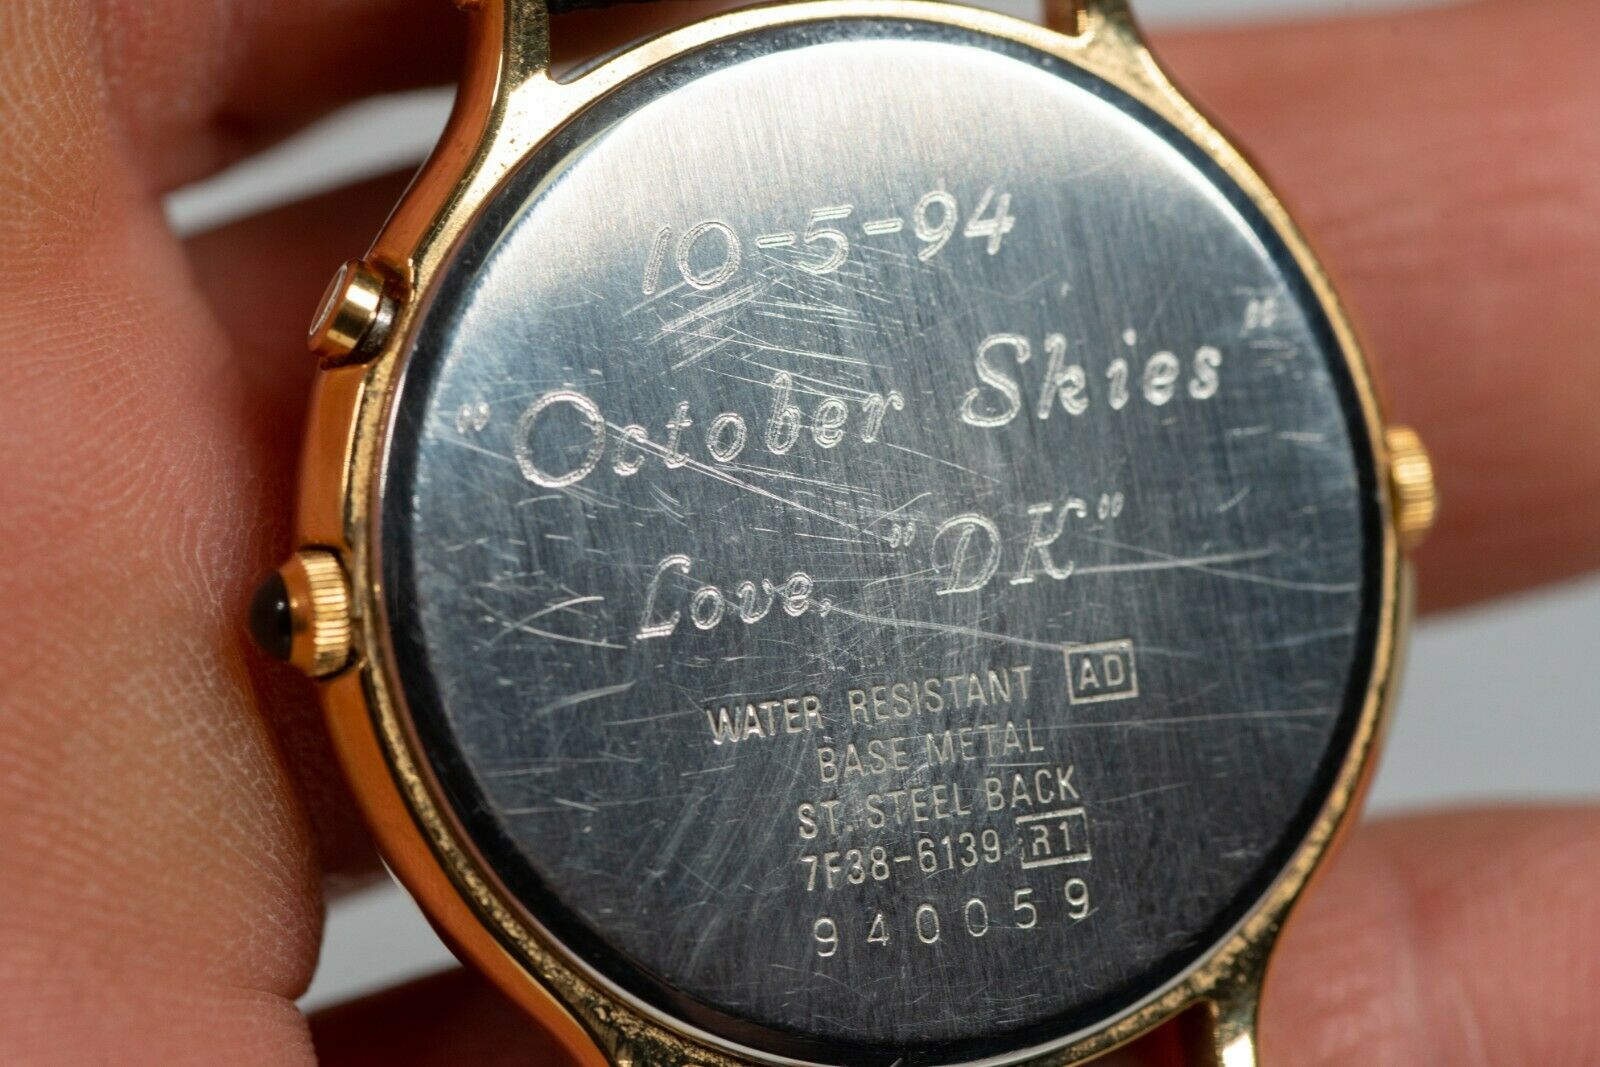 10-5-94
"October Skies"
Love, "DK"
WATER RESISTANT AD
BASE METAL
ST. STEEL BACK
7F38-6139 R1
940059